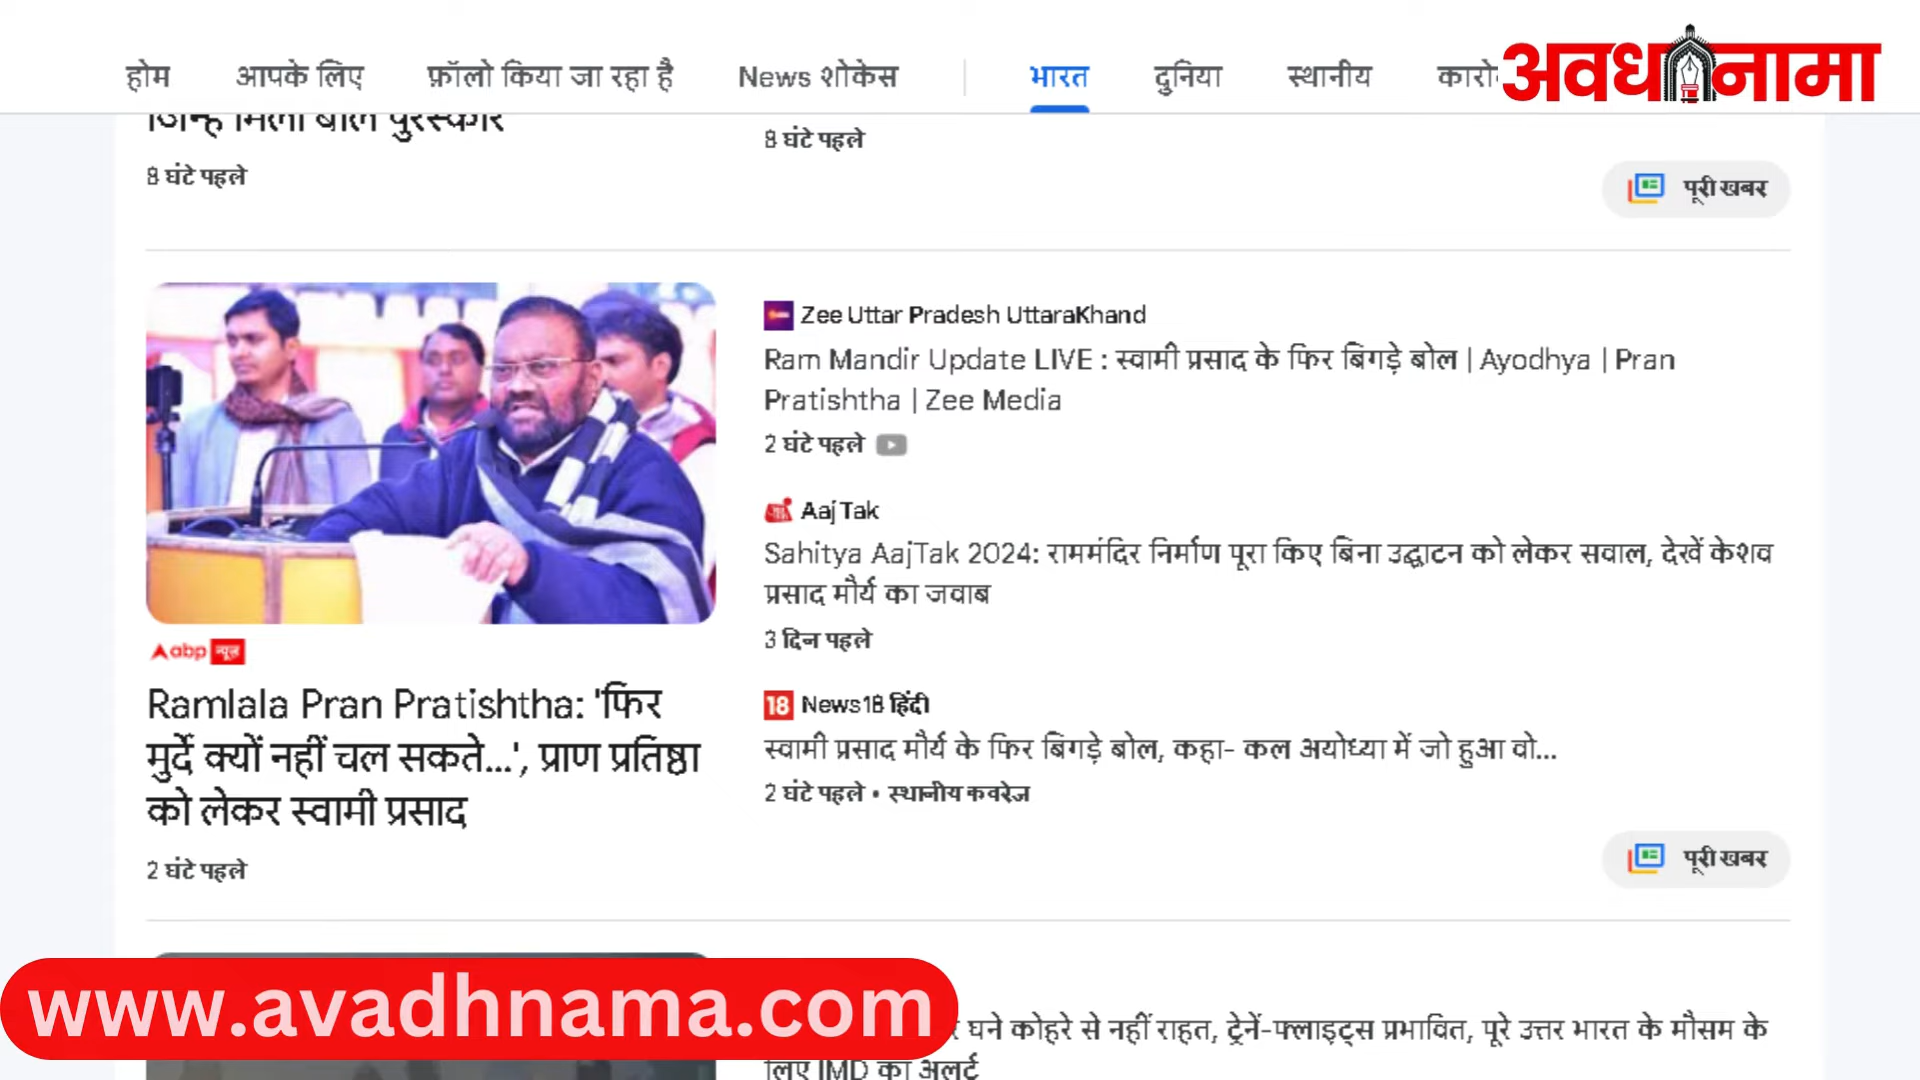 होम आपके लिए फ़ॉलो किया जा रहा है News शोकेस भारत दुनिया स्थानीय
अवधनामा
जिन्हें मिला बाल पुरस्कार
8 घंटे पहले
8 घंटे पहले
पूरी खबर
abp न्यूज़
Ramlala Pran Pratishtha: 'फिर
मुर्दे क्यों नहीं चल सकते...', प्राण प्रतिष्ठा
को लेकर स्वामी प्रसाद
2 घंटे पहले
Zee Uttar Pradesh UttaraKhand
Ram Mandir Update LIVE : स्वामी प्रसाद के फिर बिगड़े बोल | Ayodhya | Pran
Pratishtha | Zee Media
2 घंटे पहले
Aaj Tak
Sahitya AajTak 2024: राममंदिर निर्माण पूरा किए बिना उद्घाटन को लेकर सवाल, देखें केशव
प्रसाद मौर्य का जवाब
3 दिन पहले
18 News18 हिंदी
स्वामी प्रसाद मौर्य के फिर बिगड़े बोल, कहा- कल अयोध्या में जो हुआ वो...
2 घंटे पहले • स्थानीय कवरेज
पूरी खबर
www.avadhnama.com
घने कोहरे से नहीं राहत, ट्रेनें-फ्लाइट्स प्रभावित, पूरे उत्तर भारत के मौसम के
लिए IMD का अलर्ट